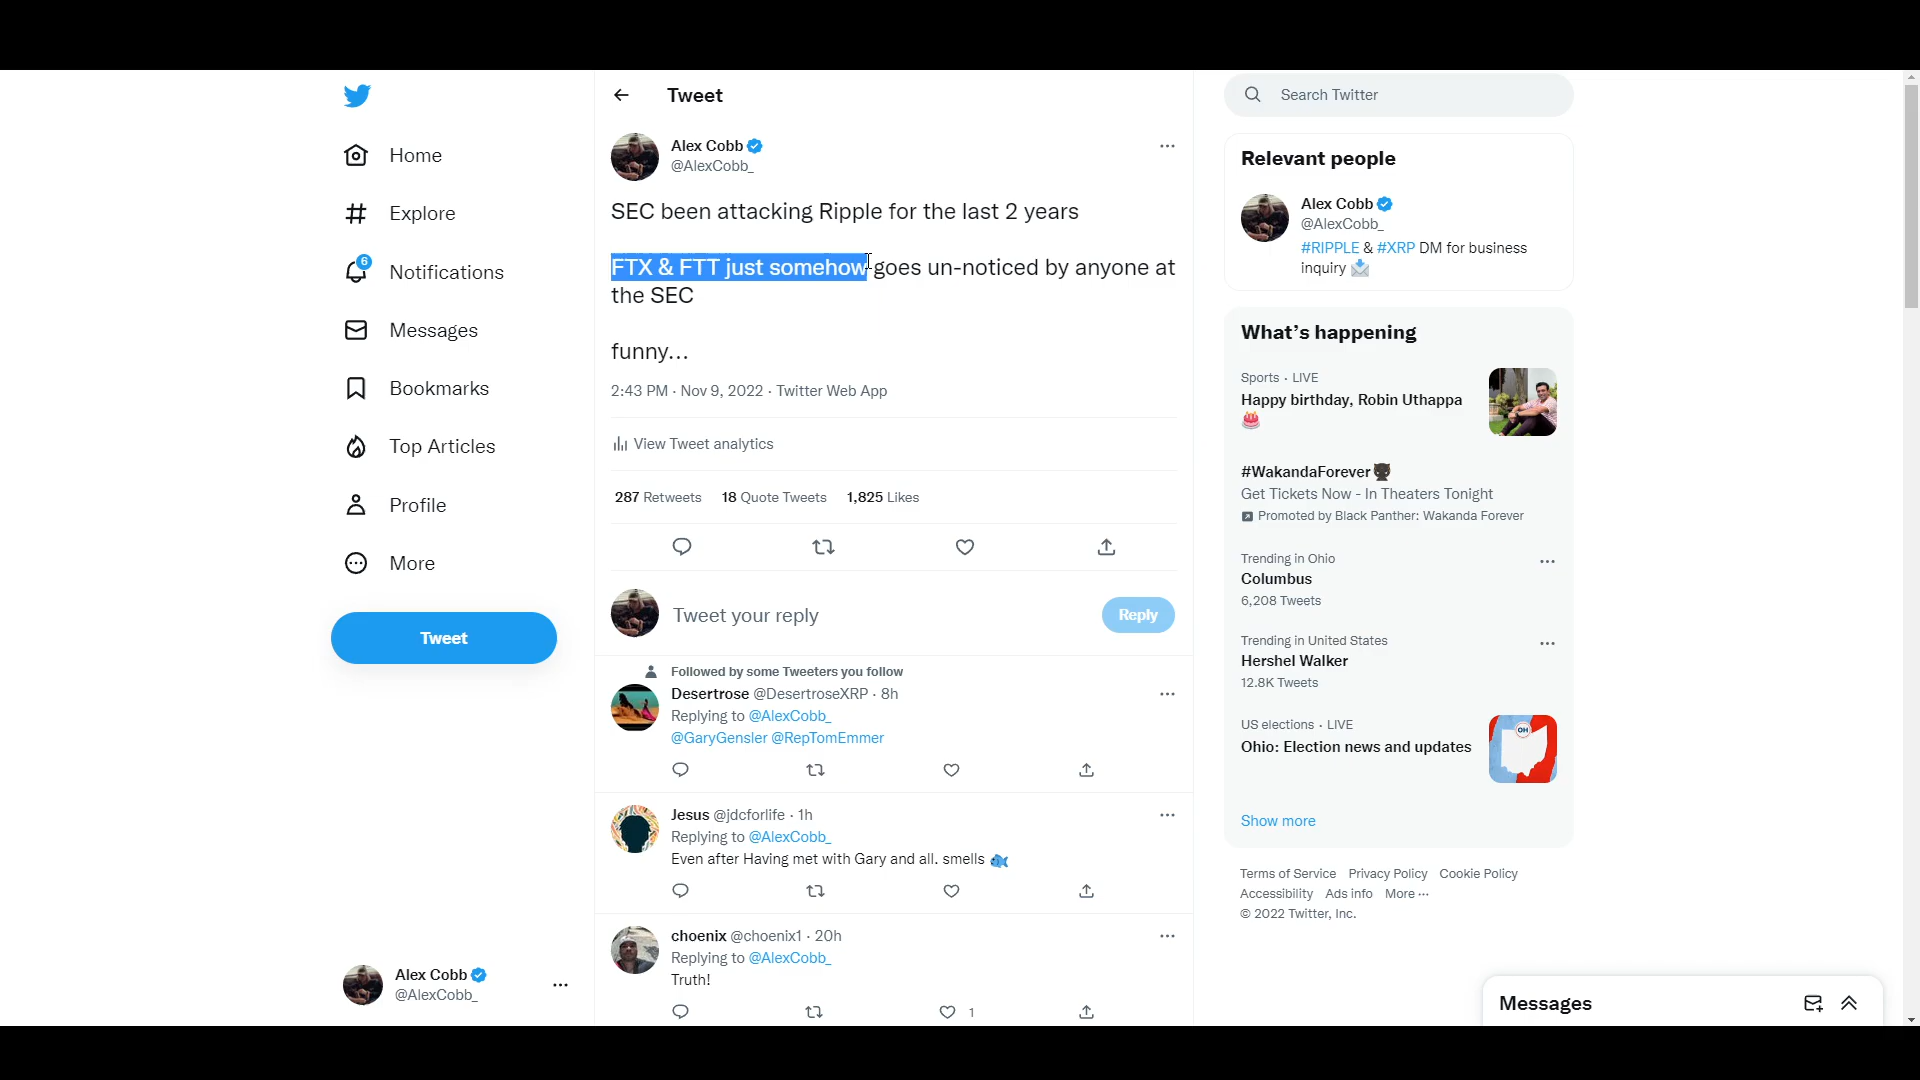 Tweet
Search Twitter
Alex Cobb
@AlexCobb_
SEC been attacking Ripple for the last 2 years
FTX & FTT just somehow goes un-noticed by anyone at
the SEC
funny...
2:43 PM · Nov 9, 2022 · Twitter Web App
View Tweet analytics
287 Retweets 18 Quote Tweets 1,825 Likes
Tweet your reply
Reply
Followed by some Tweeters you follow
Desertrose @DesertroseXRP · 8h
Replying to @AlexCobb_
@GaryGensler @RepTomEmmer
Jesus @jdcforlife · 1h
Replying to @AlexCobb_
Even after Having met with Gary and all. smells
choenix @choenix1 · 20h
Replying to @AlexCobb_
Truth!
1
Home
Explore
6
Notifications
Messages
Bookmarks
Top Articles
Profile
More
Tweet
Alex Cobb
@AlexCobb_
Relevant people
Alex Cobb
@AlexCobb_
#RIPPLE & #XRP DM for business
inquiry
What's happening
Sports · LIVE
Happy birthday, Robin Uthappa
#WakandaForever
Get Tickets Now - In Theaters Tonight
Promoted by Black Panther: Wakanda Forever
Trending in Ohio
Columbus
6,208 Tweets
Trending in United States
Hershel Walker
12.8K Tweets
US elections · LIVE
Ohio: Election news and updates
OH
Show more
Terms of Service Privacy Policy Cookie Policy
Accessibility Ads info More ···
© 2022 Twitter, Inc.
Messages